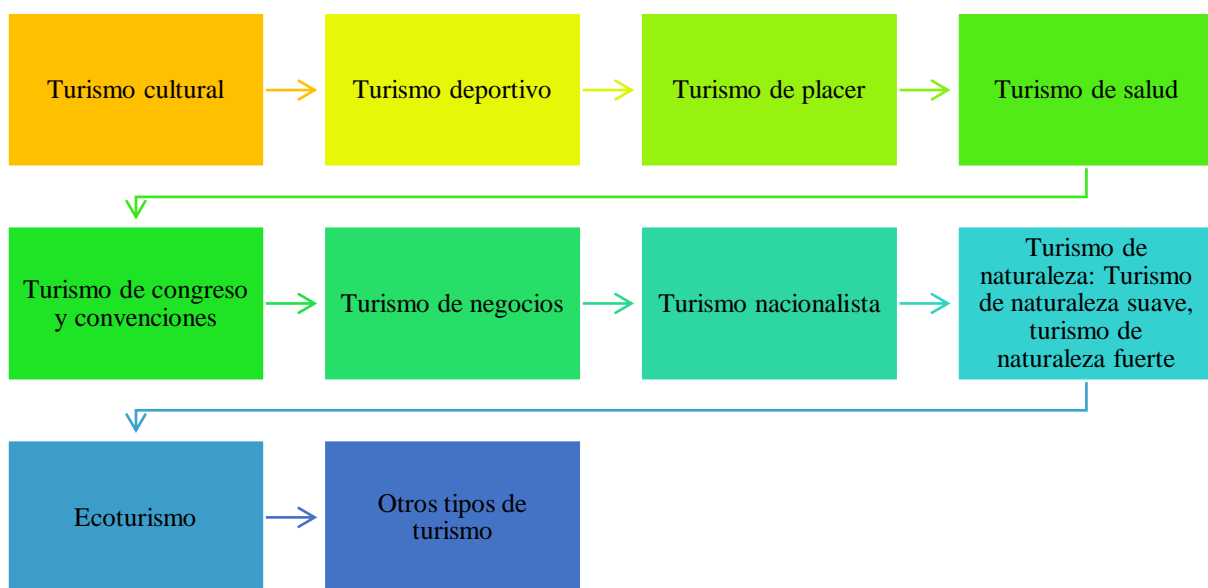 Turismo cultural
Turismo deportivo
Turismo de placer
Turismo de salud
Turismo de congreso
y convenciones
Turismo de negocios
Turismo nacionalista
Turismo de
naturaleza: Turismo
de naturaleza suave,
turismo de
naturaleza fuerte
Ecoturismo
Otros tipos de
turismo